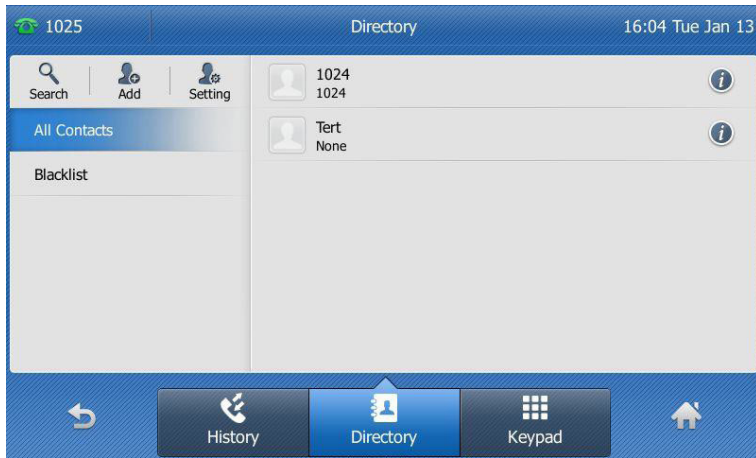 1025 Directory 16:04 Tue Jan 13
Search Add Setting
All Contacts
Blacklist
1024
1024
Tert
None
History Directory Keypad